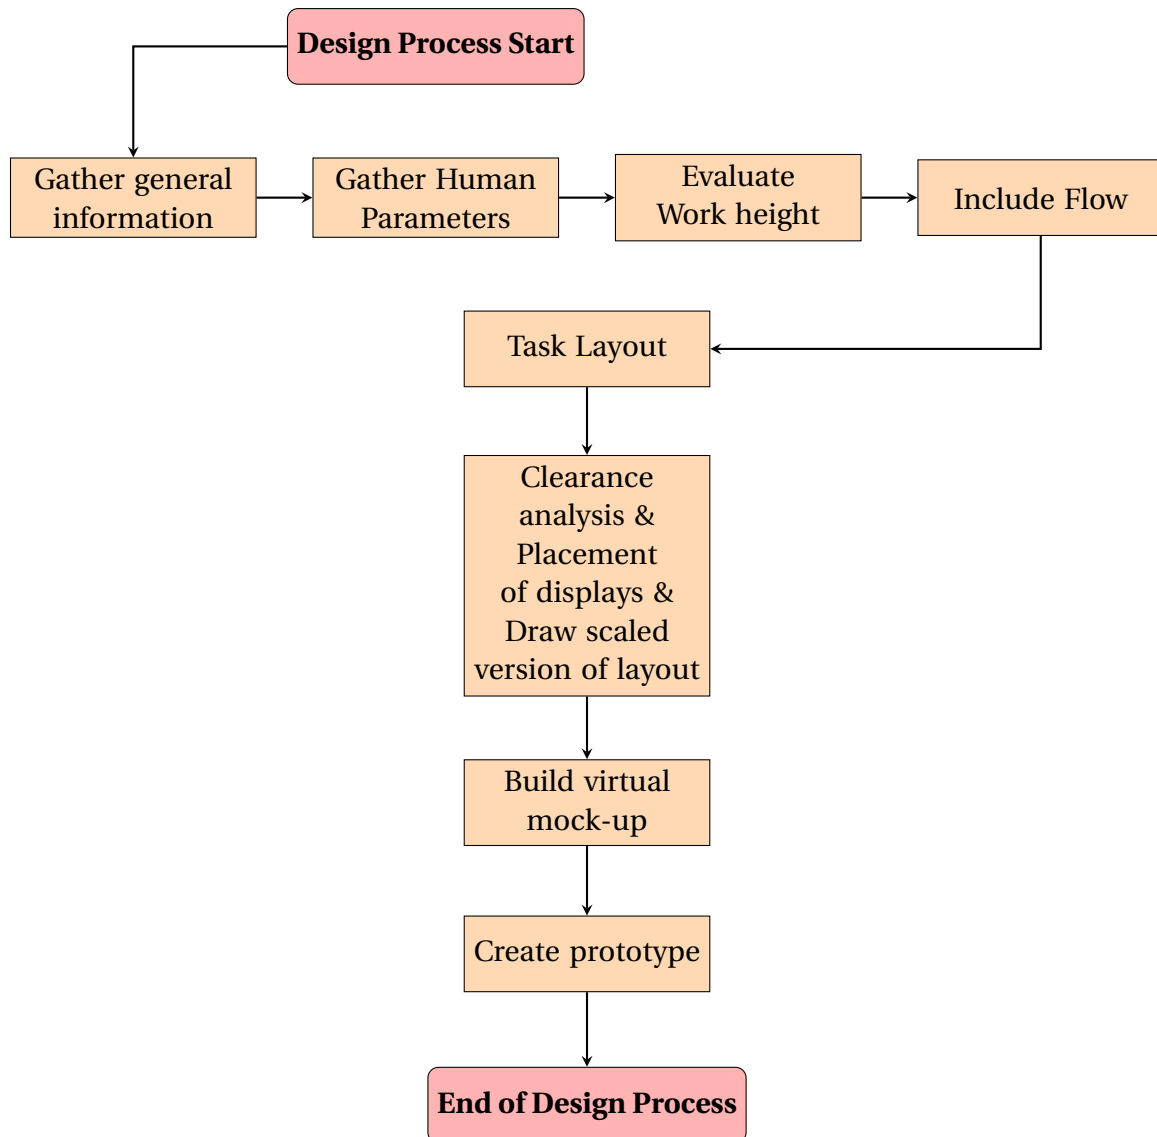 Design Process Start
Gather general
information
Gather Human
Parameters
Evaluate
Work height
Include Flow
Task Layout
Clearance
analysis &
Placement
of displays &
Draw scaled
version of layout
Build virtual
mock-up
Create prototype
End of Design Process